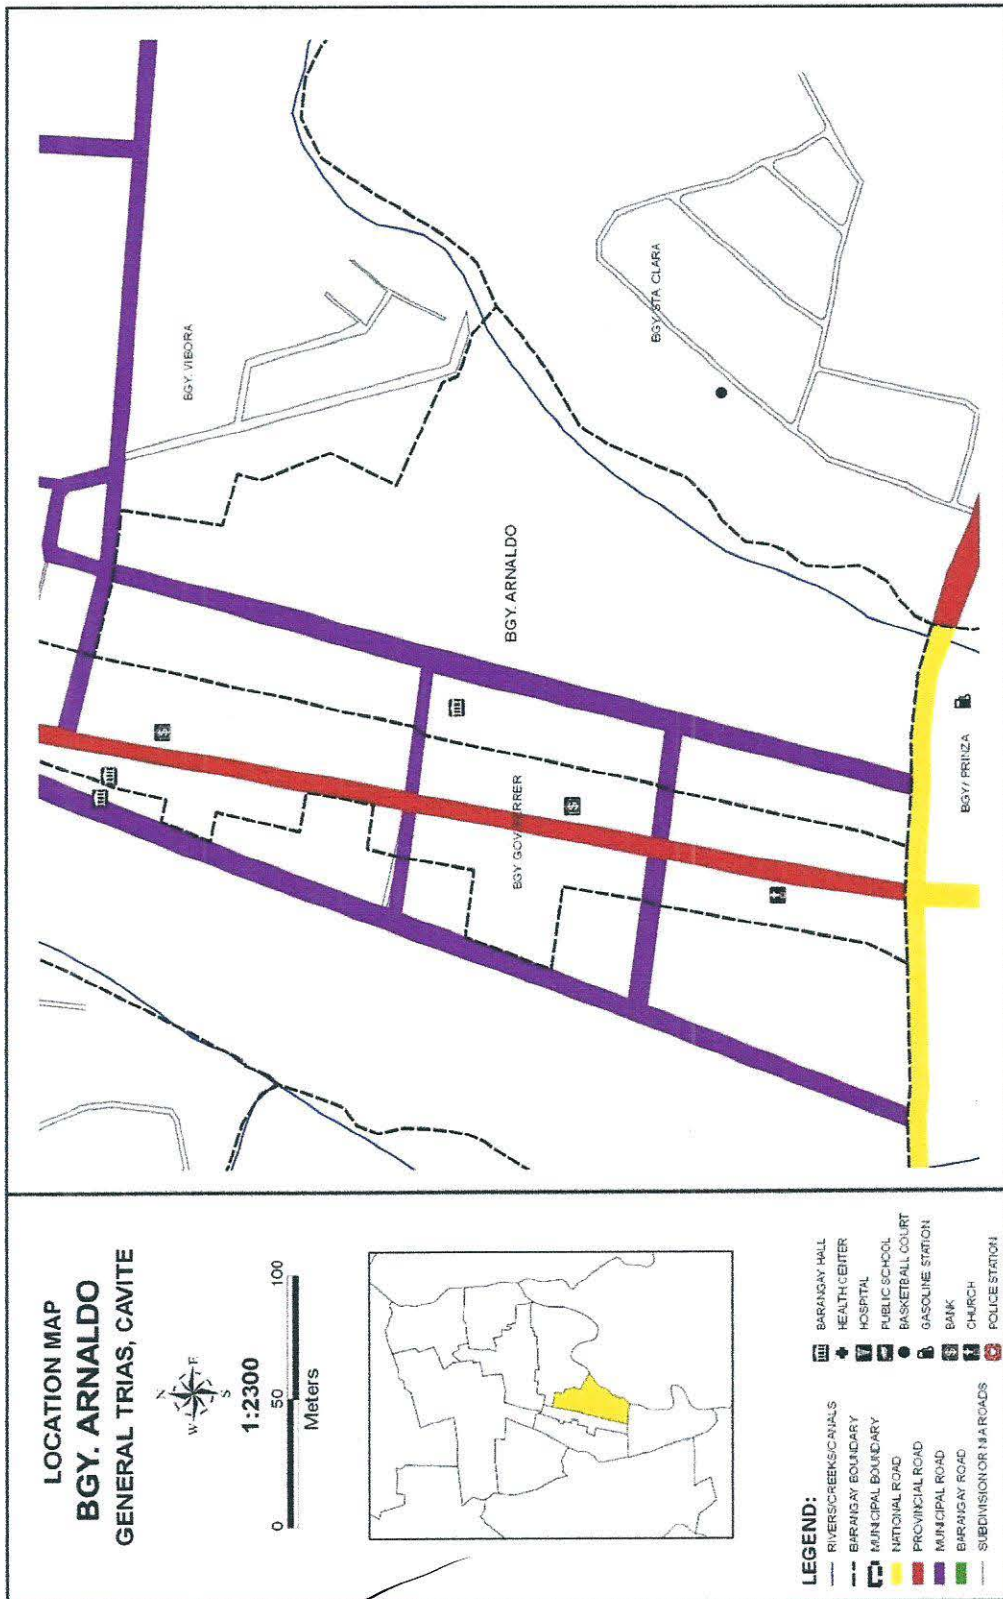 LOCATION MAP
BGY. ARNALDO
GENERAL TRIAS, CAVITE
N
W
E
S
1:2300
0
50
100
Meters
LEGEND:
RIVERS/CREEKS/CANALS
BARANGAY BOUNDARY
MUNICIPAL BOUNDARY
NATIONAL ROAD
PROVINCIAL ROAD
MUNICIPAL ROAD
BARANGAY ROAD
SUBDIVISION OR NIA ROADS
BARANGAY HALL
HEALTH CENTER
HOSPITAL
PUBLIC SCHOOL
BASKETBALL COURT
GASOLINE STATION
BANK
CHURCH
POLICE STATION
BGY. VIBORA
BGY. STA. CLARA
BGY. ARNALDO
BGY GOV FERRER
BGY/ PRINZA